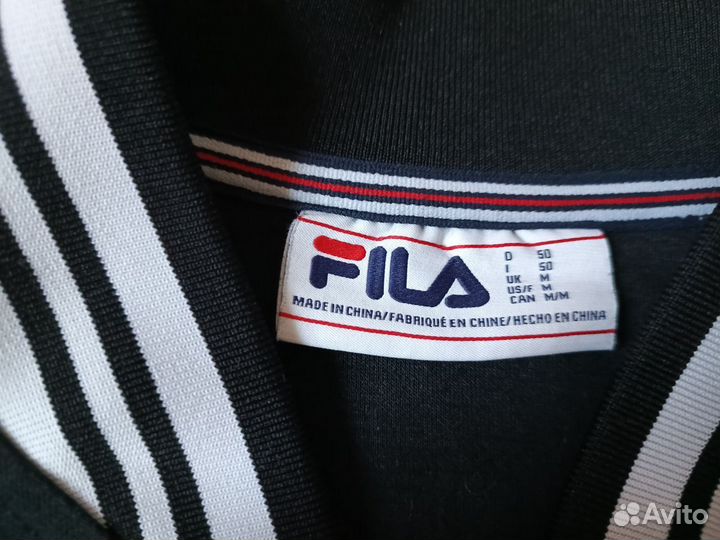 FILA
D 50
I 50
UK M
US/F M
CAN M/M
MADE IN CHINA/FABRIQUÉ EN CHINE/HECHO EN CHINA
Avito